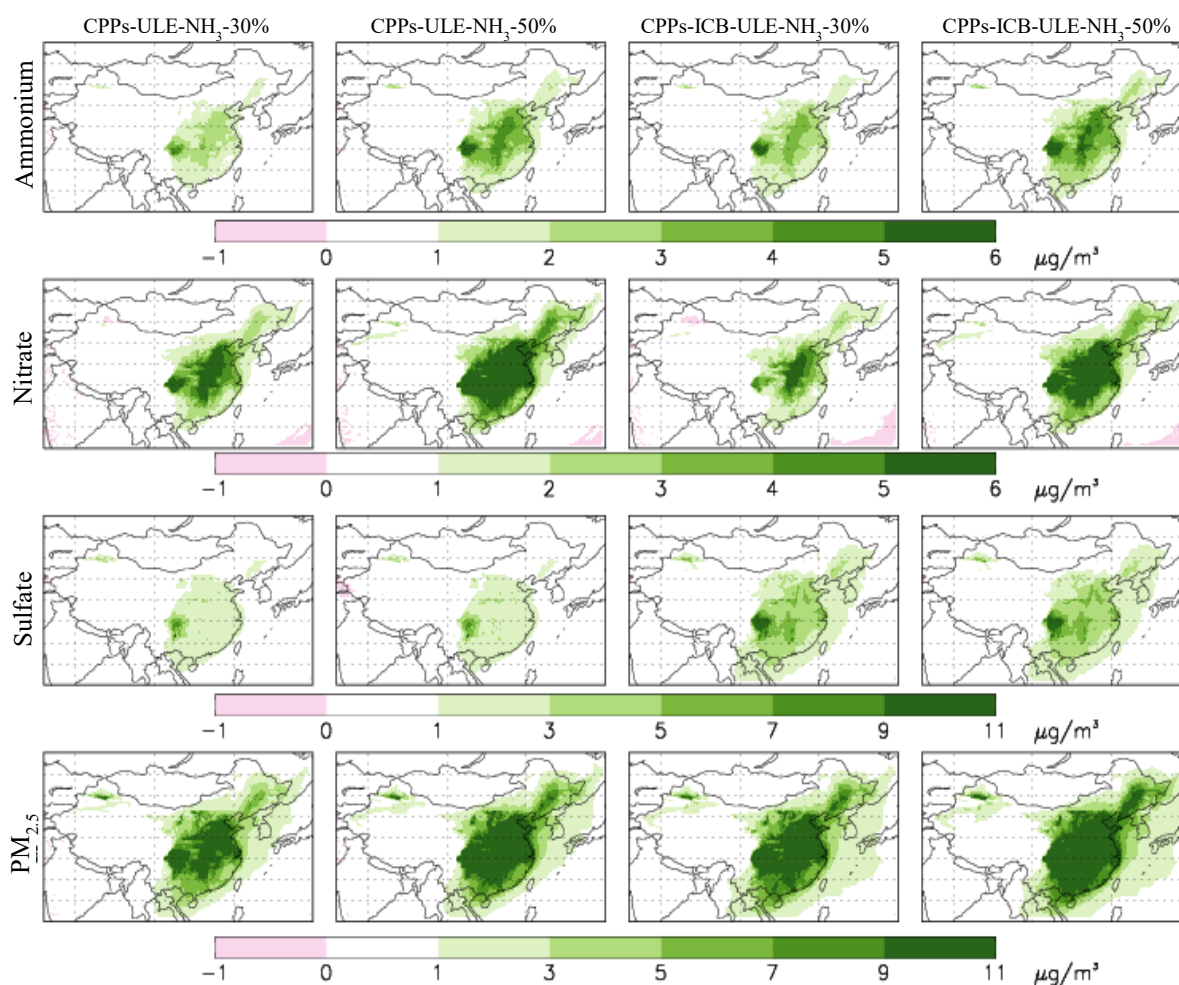 CPPs-ULE-NH3-30% CPPs-ULE-NH3-50% CPPs-ICB-ULE-NH3-30% CPPs-ICB-ULE-NH3-50%
Ammonium
−1 0 1 2 3 4 5 6 μg/m³
Nitrate
−1 0 1 2 3 4 5 6 μg/m³
Sulfate
−1 0 1 3 5 7 9 11 μg/m³
PM2.5
−1 0 1 3 5 7 9 11 μg/m³